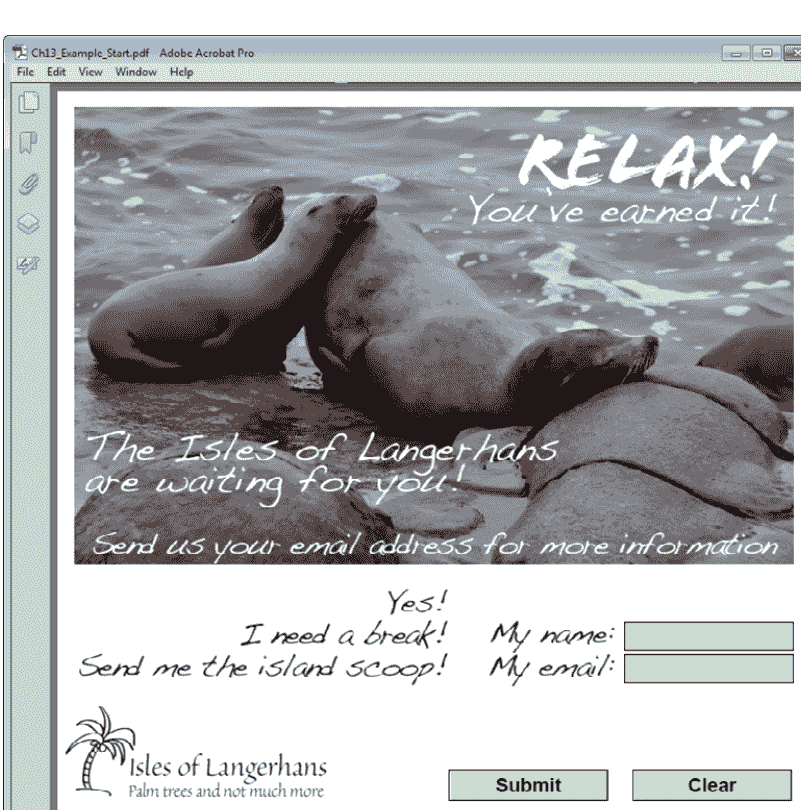 Ch13_Example_Start.pdf  Adobe Acrobat Pro
File Edit View Window Help
RELAX!
You've earned it!
The Isles of Langerhans
are waiting for you!
Send us your email address for more information
Yes!
I need a break!
Send me the island scoop!
My name:
My email:
Isles of Langerhans
Palm trees and not much more
Submit
Clear